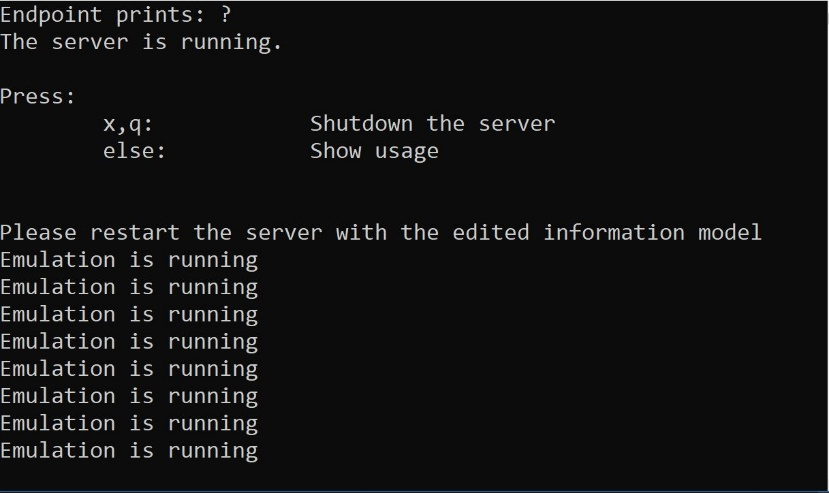 Endpoint prints: ?
The server is running.
Press:
x,q: Shutdown the server
else: Show usage
Please restart the server with the edited information model
Emulation is running
Emulation is running
Emulation is running
Emulation is running
Emulation is running
Emulation is running
Emulation is running
Emulation is running